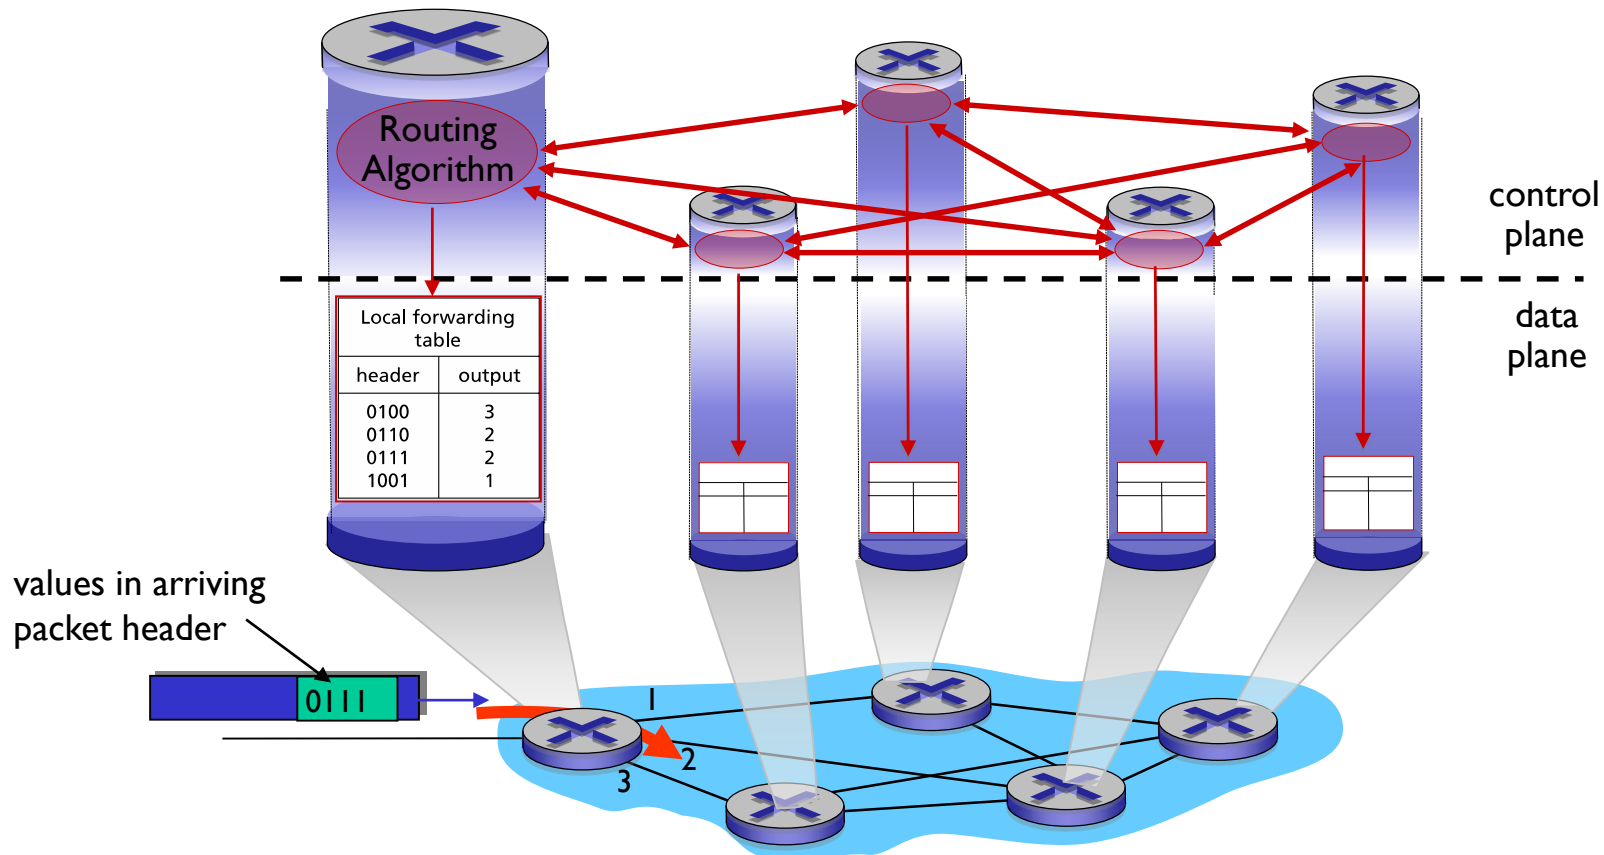 Routing
Algorithm
control
plane
data
plane
Local forwarding
table
header output
0100 3
0110 2
0111 2
1001 1
values in arriving
packet header
0111
1
2
3